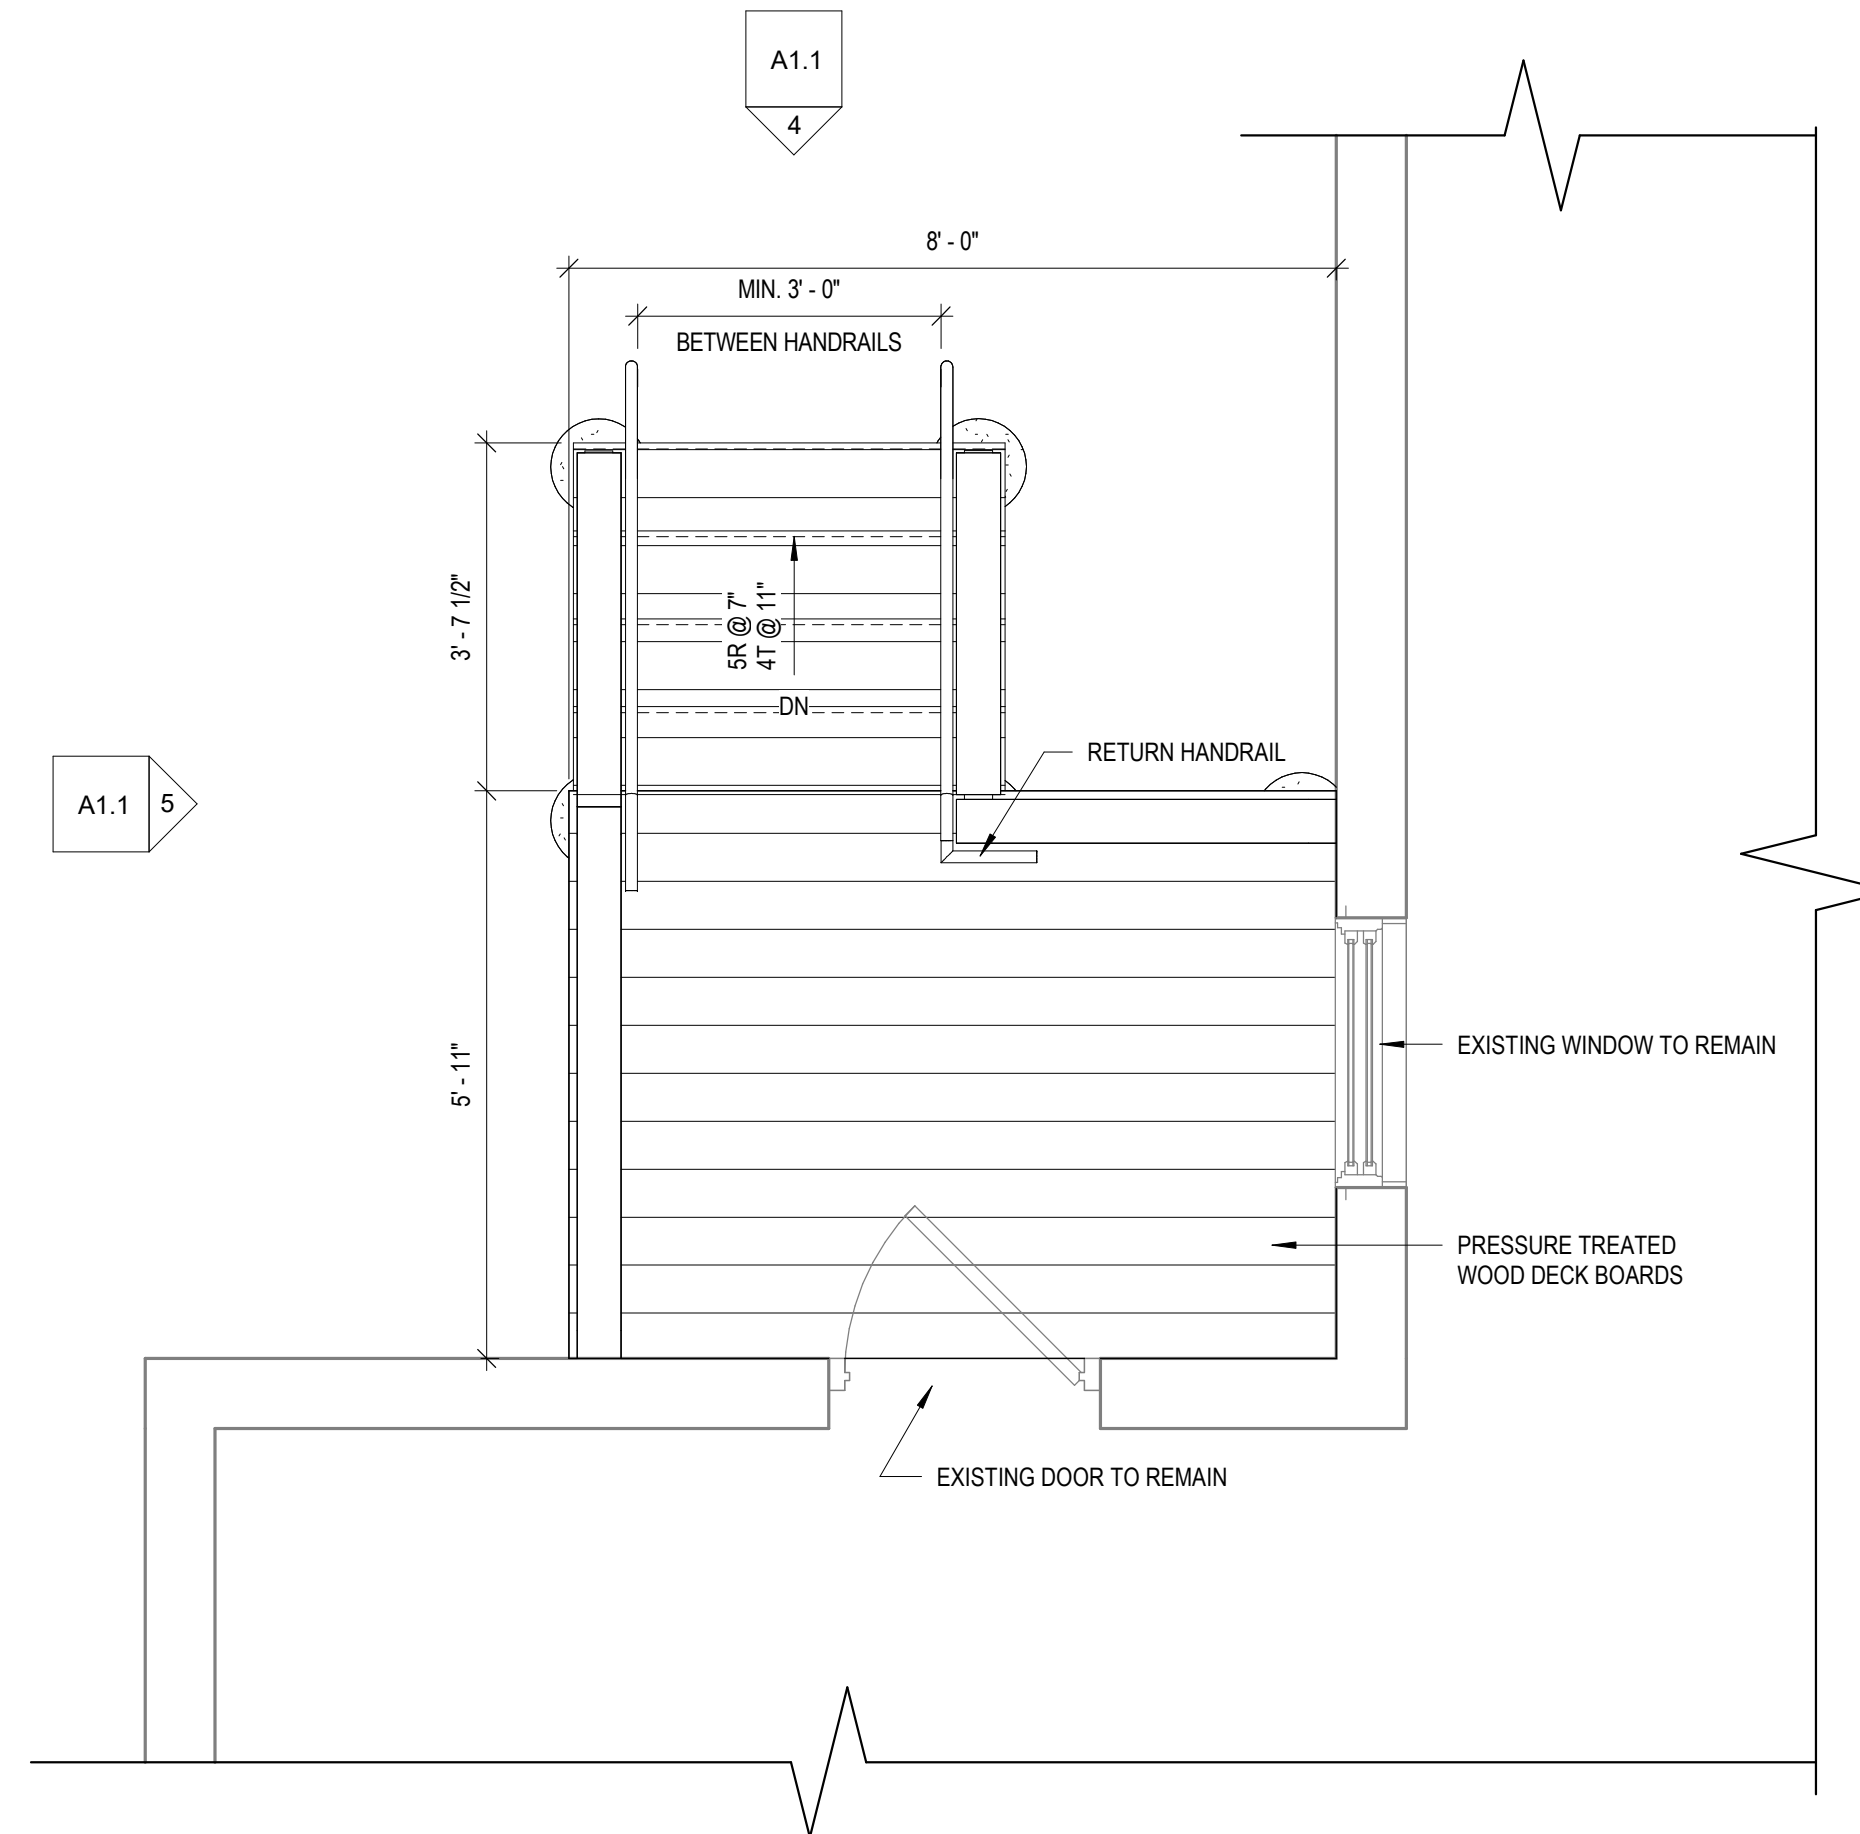 A1.1
4
8' - 0"
MIN. 3' - 0"
BETWEEN HANDRAILS
3' - 7 1/2"
5R @ 7"
4T @ 11"
DN
RETURN HANDRAIL
A1.1
5
5' - 11"
EXISTING WINDOW TO REMAIN
PRESSURE TREATED
WOOD DECK BOARDS
EXISTING DOOR TO REMAIN